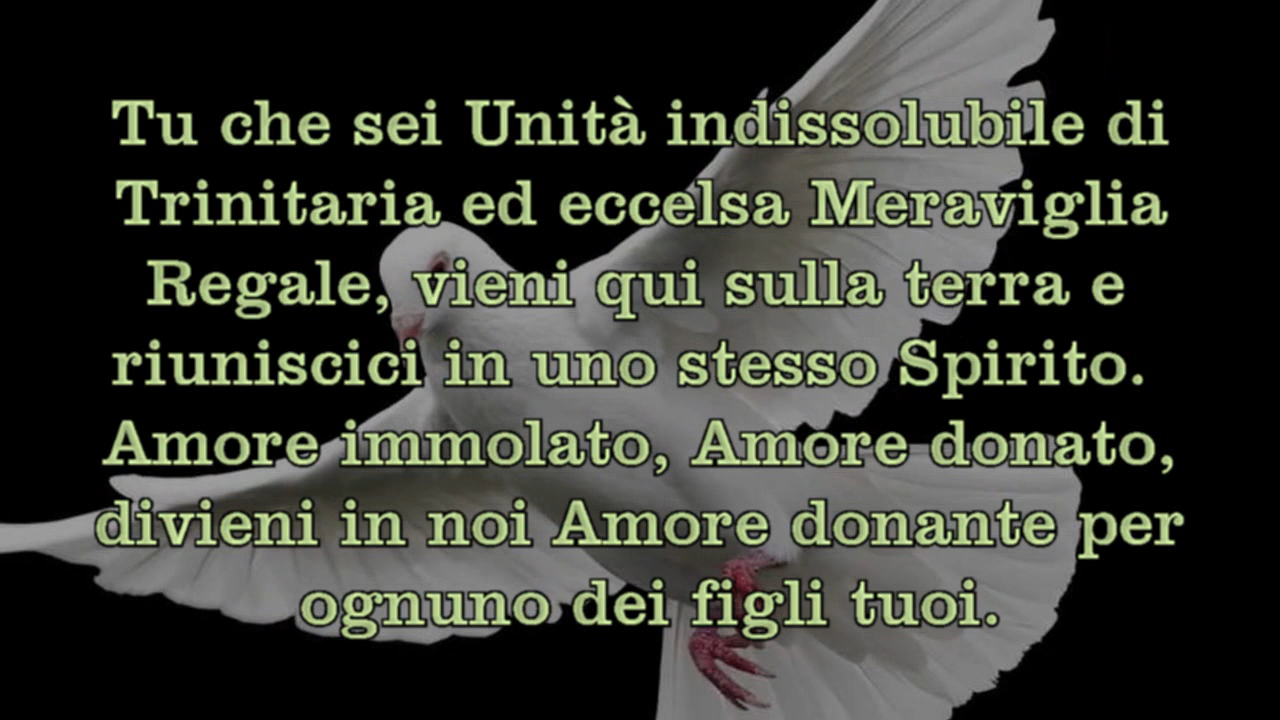 Tu che sei Unità indissolubile di
Trinitaria ed eccelsa Meraviglia
Regale, vieni qui sulla terra e
riuniscici in uno stesso Spirito.
Amore immolato, Amore donato,
divieni in noi Amore donante per
ognuno dei figli tuoi.